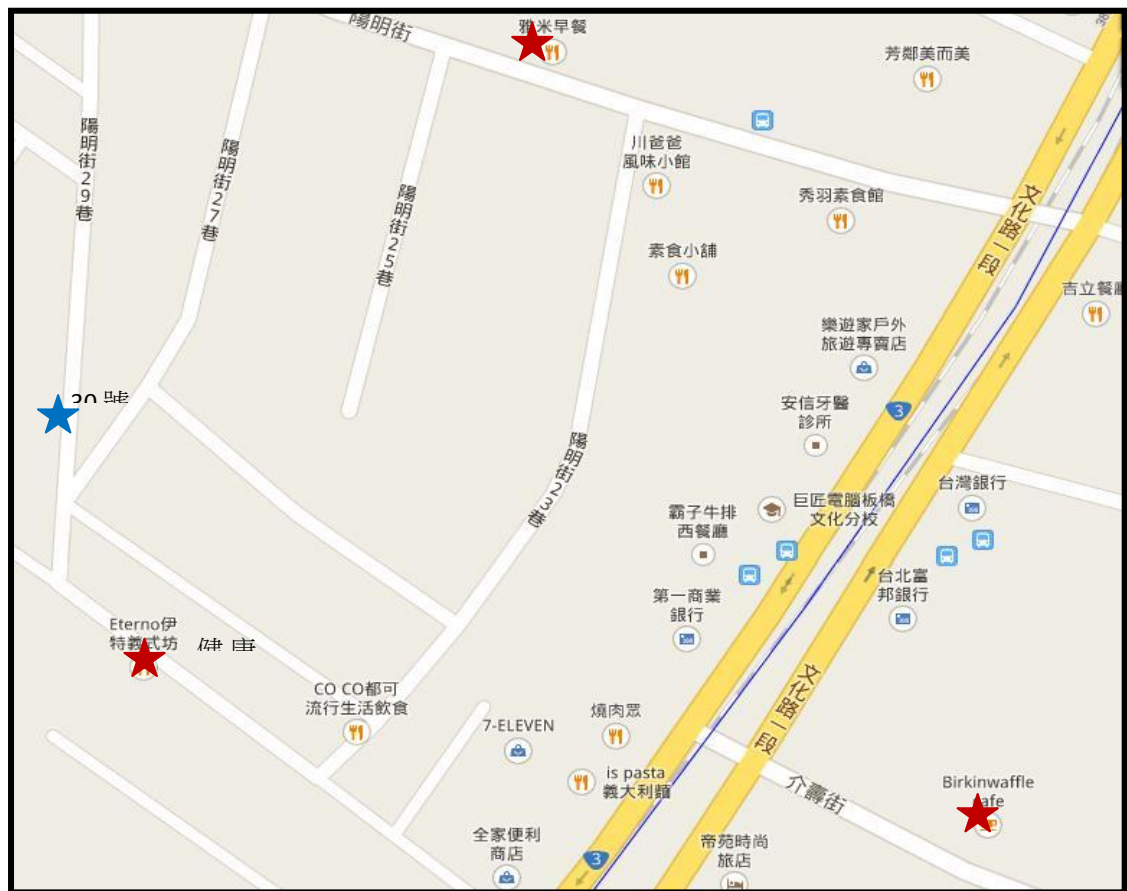 陽明街
雅米早餐
芳鄰美而美
38
陽明街29巷
陽明街27巷
陽明街25巷
川爸爸
風味小館
秀羽素食館
文化路一段
素食小舖
吉立餐廳
樂遊家戶外
旅遊專賣店
30號
3
安信牙醫
診所
陽明街23巷
台灣銀行
霸子牛排
西餐廳
巨匠電腦板橋
文化分校
台北富
邦銀行
第一商業
銀行
Eterno伊
特義式坊
健康
CO CO都可
流行生活飲食
文化路一段
7-ELEVEN
燒肉眾
is pasta
義大利麵
介壽街
Birkinwaffle
cafe
全家便利
商店
帝苑時尚
旅店
3